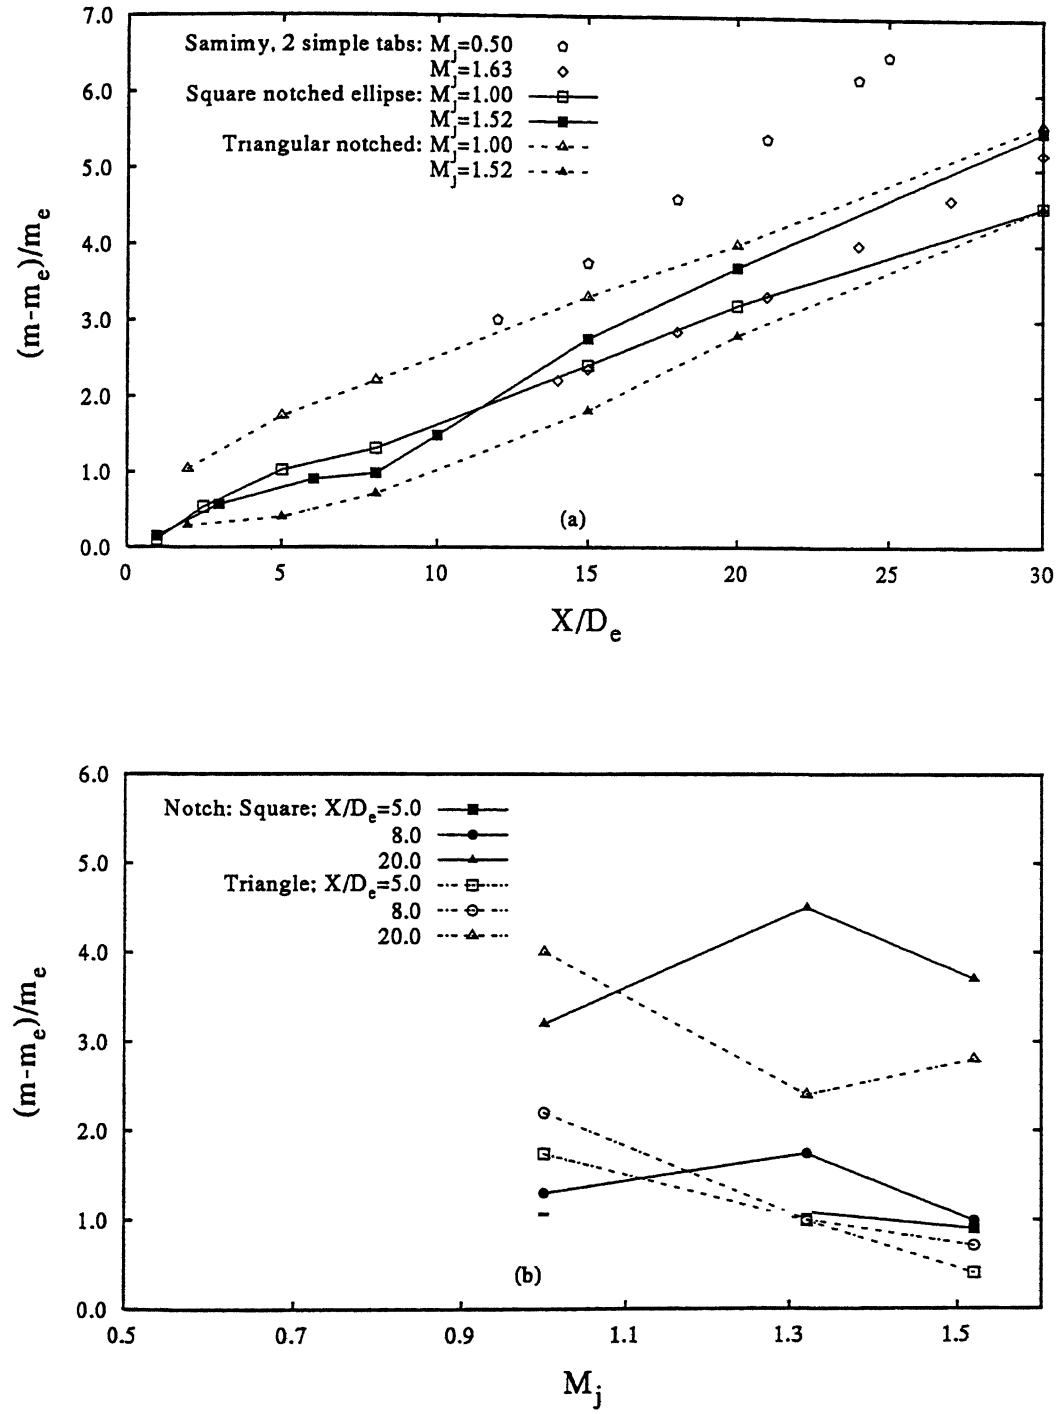 7.0
6.0
5.0
4.0
3.0
2.0
1.0
0.0
(m-me)/me
Samimy, 2 simple tabs: Mj=0.50
Mj=1.63
Square notched ellipse: Mj=1.00
Mj=1.52
Triangular notched: Mj=1.00
Mj=1.52
(a)
0 5 10 15 20 25 30
X/De
6.0
5.0
4.0
3.0
2.0
1.0
0.0
(m-me)/me
Notch: Square; X/De=5.0
8.0
20.0
Triangle; X/De=5.0
8.0
20.0
(b)
0.5 0.7 0.9 1.1 1.3 1.5
Mj